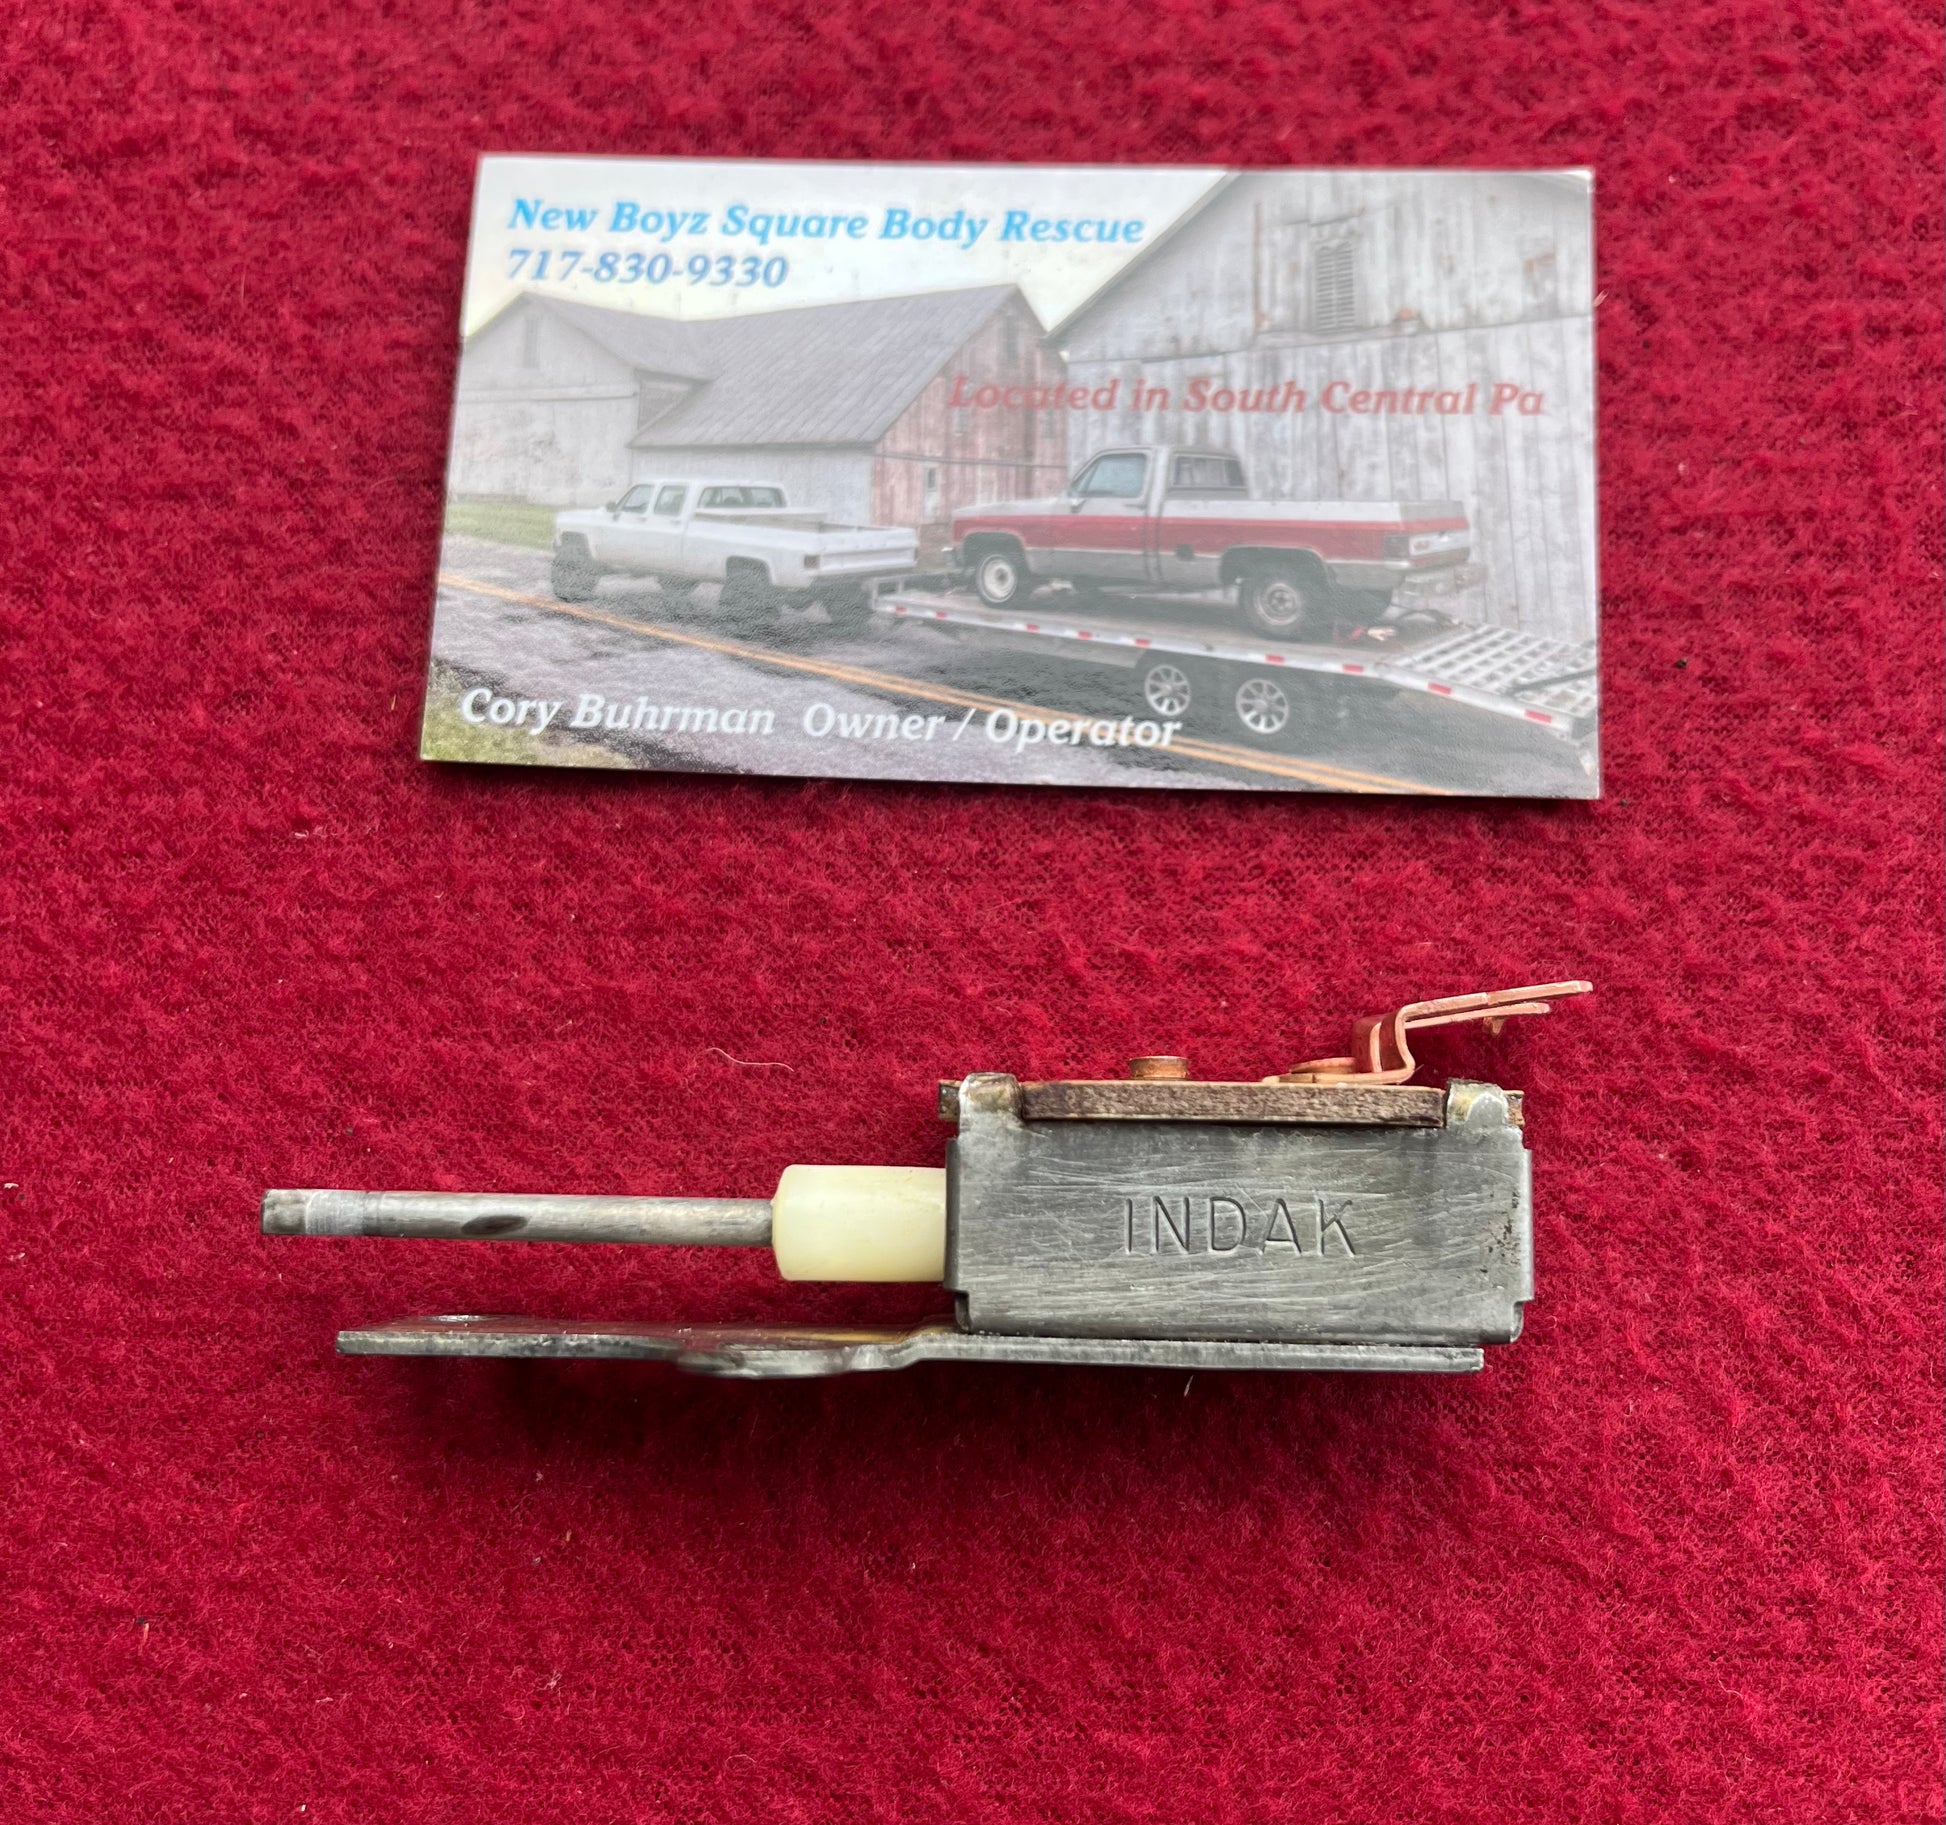 New Boyz Square Body Rescue
717-830-9330
Located in South Central Pa
Cory Buhrman Owner / Operator
INDAK